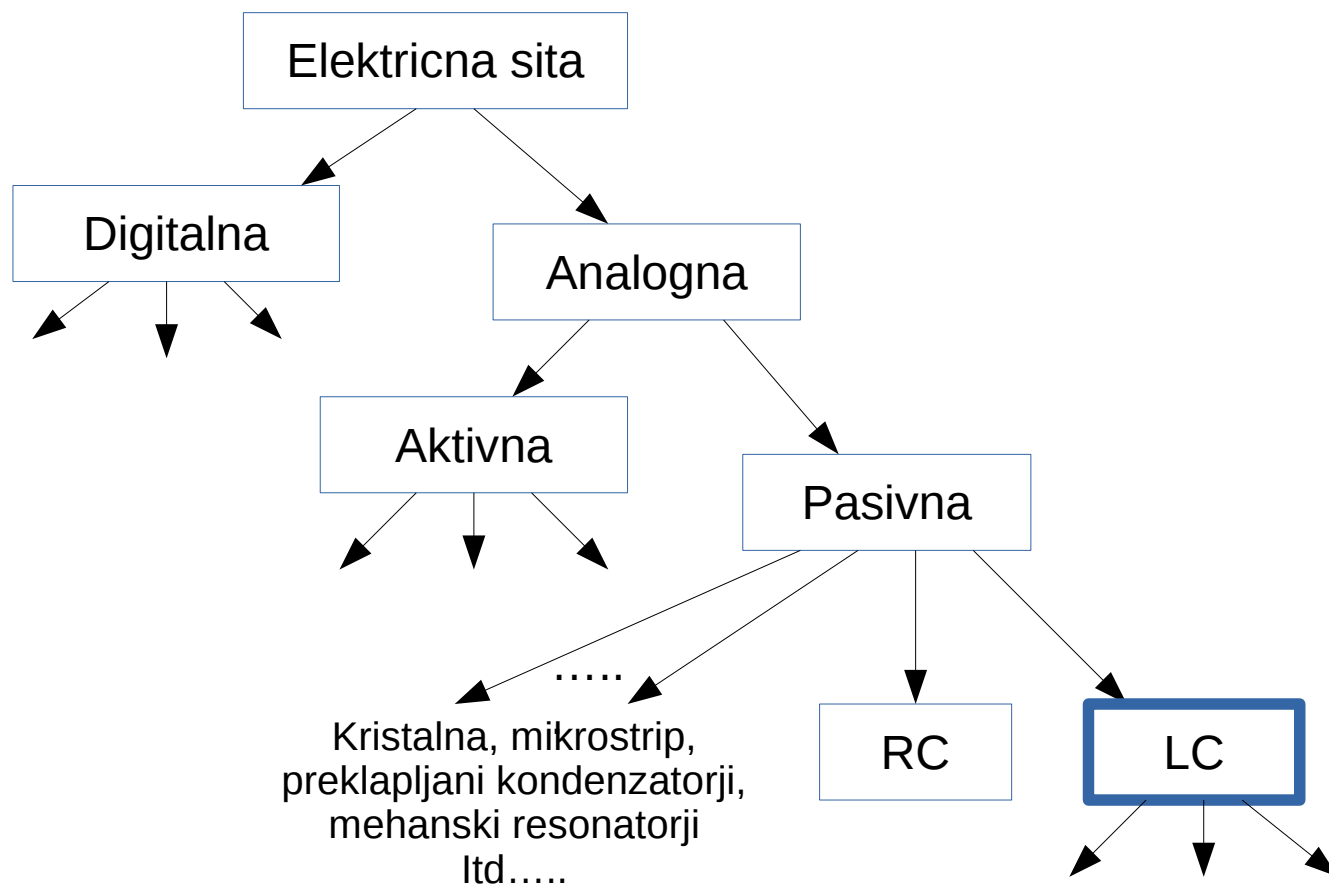 Elektricna sita
Digitalna
Analogna
Aktivna
Pasivna
…..
Kristalna, mikrostrip,
preklapljani kondenzatorji,
mehanski resonatorji
Itd…..
RC
LC